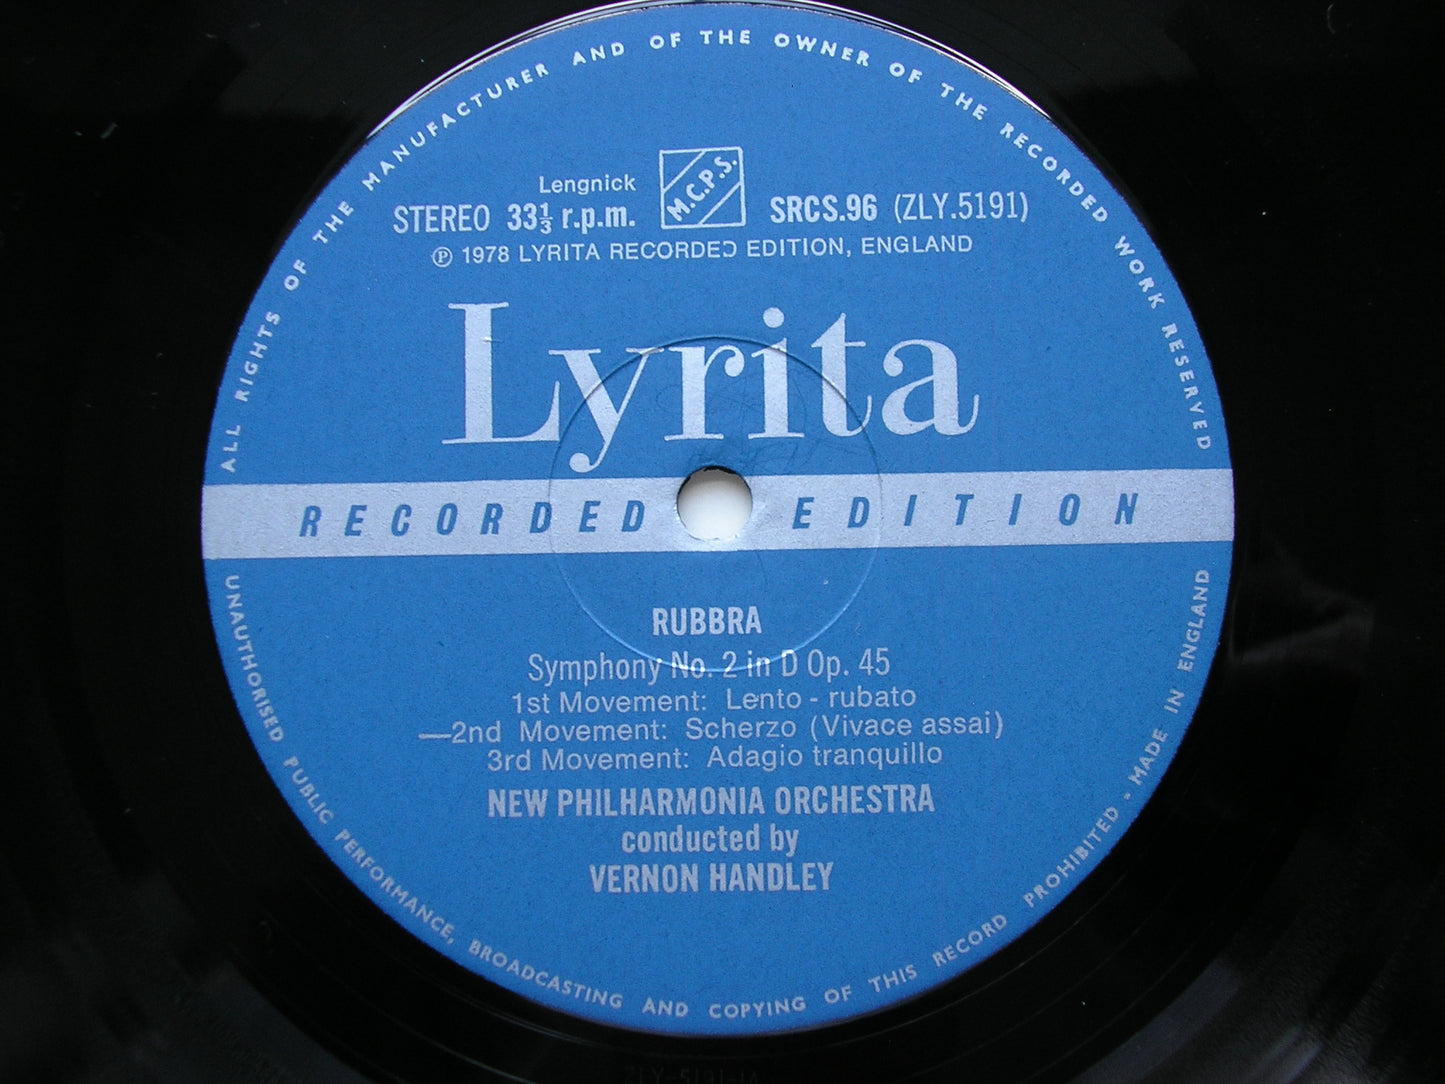 ALL RIGHTS OF THE MANUFACTURER AND OF THE OWNER OF THE RECORDED WORK RESERVED
Lengnick
M.C.P.S.
STEREO 33⅓ r.p.m.
SRCS.96 (ZLY.5191)
℗ 1978 LYRITA RECORDED EDITION, ENGLAND
Lyrita
RECORDED EDITION
RUBBRA
Symphony No. 2 in D Op. 45
1st Movement: Lento - rubato
—2nd Movement: Scherzo (Vivace assai)
3rd Movement: Adagio tranquillo
NEW PHILHARMONIA ORCHESTRA
conducted by
VERNON HANDLEY
UNAUTHORISED PUBLIC PERFORMANCE, BROADCASTING AND COPYING OF THIS RECORD PROHIBITED - MADE IN ENGLAND